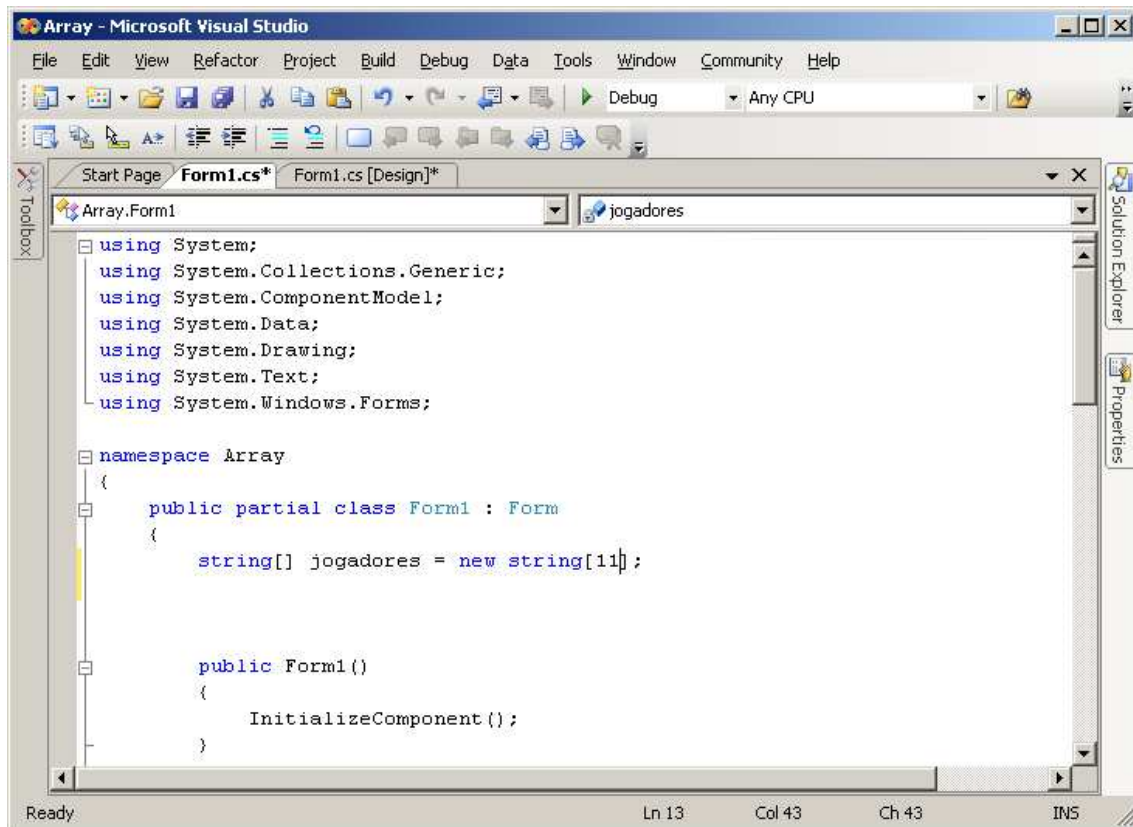 Array - Microsoft Visual Studio
File Edit View Refactor Project Build Debug Data Tools Window Community Help
Debug Any CPU
Start Page Form1.cs* Form1.cs [Design]*
Array.Form1 jogadores
Toolbox
Solution Explorer
Properties
using System;
using System.Collections.Generic;
using System.ComponentModel;
using System.Data;
using System.Drawing;
using System.Text;
using System.Windows.Forms;
namespace Array
{
public partial class Form1 : Form
{
string[] jogadores = new string[11];
public Form1()
{
InitializeComponent();
}
Ready Ln 13 Col 43 Ch 43 INS